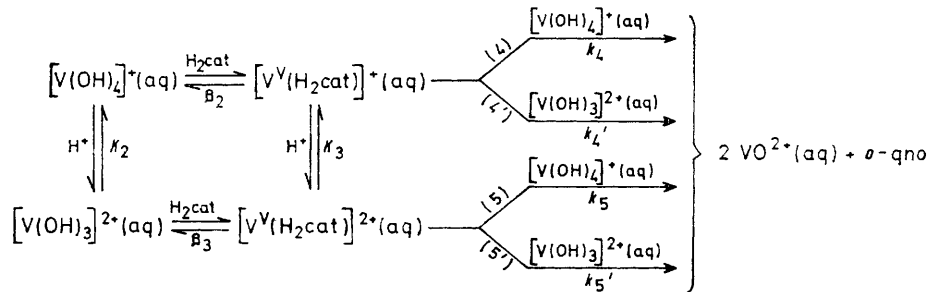 [V(OH)₄]⁺(aq)
(4) k₄
[V(OH)₄]⁺(aq) H₂cat β₂ [Vⱽ(H₂cat)]⁺(aq)
(4') [V(OH)₃]²⁺(aq)
k₄'
H⁺ K₂ H⁺ K₃ 2 VO²⁺(aq) + o-qno
[V(OH)₄]⁺(aq)
(5) k₅
[V(OH)₃]²⁺(aq) H₂cat β₃ [Vⱽ(H₂cat)]²⁺(aq)
(5') [V(OH)₃]²⁺(aq)
k₅'